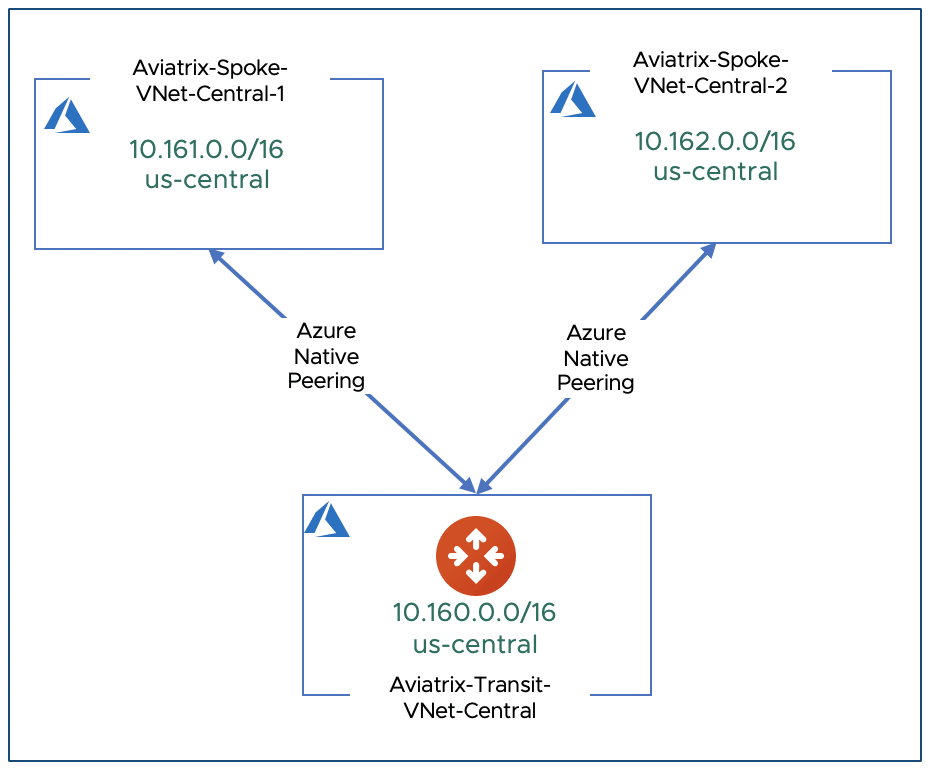 Aviatrix-Spoke-
VNet-Central-1
10.161.0.0/16
us-central
Aviatrix-Spoke-
VNet-Central-2
10.162.0.0/16
us-central
Azure
Native
Peering
Azure
Native
Peering
10.160.0.0/16
us-central
Aviatrix-Transit-
VNet-Central